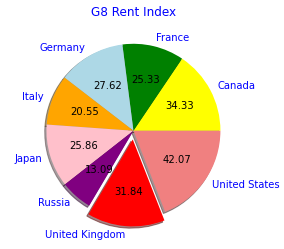 G8 Rent Index
France
Germany
25.33
27.62
Canada
34.33
Italy
20.55
Japan
25.86
42.07
13.09
Russia
31.84
United States
United Kingdom